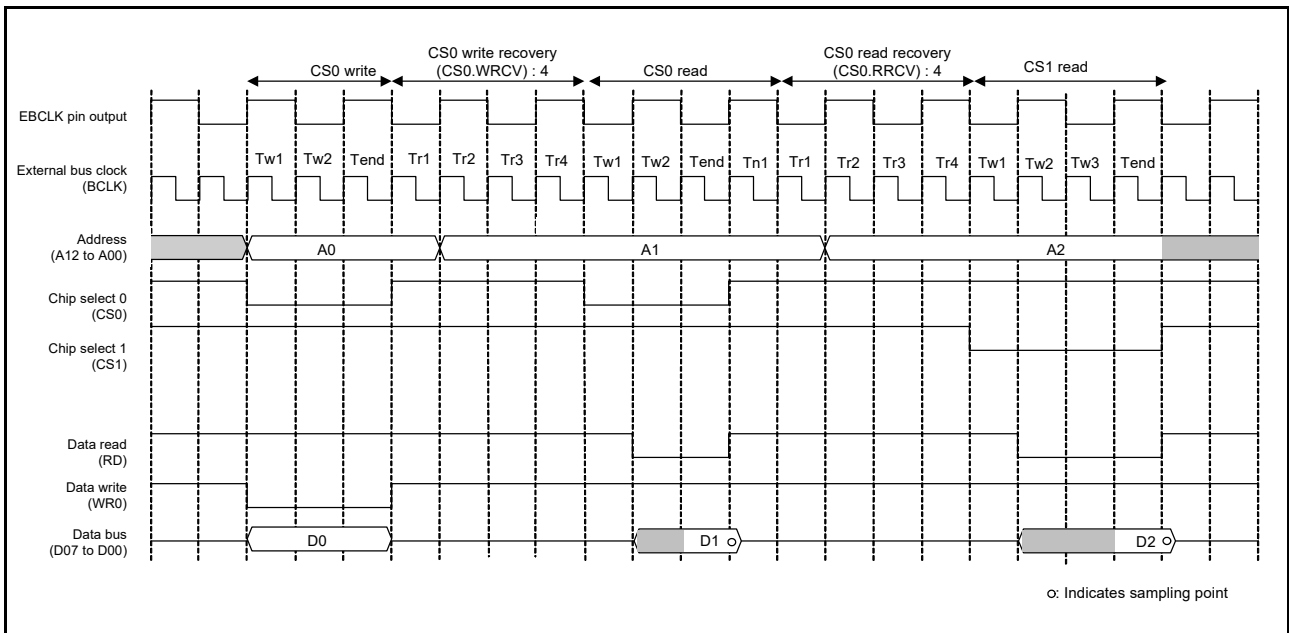 CS0 write
CS0 write recovery
(CS0.WRCV) : 4
CS0 read
CS0 read recovery
(CS0.RRCV) : 4
CS1 read
EBCLK pin output
External bus clock
(BCLK)
Tw1 Tw2 Tend Tr1 Tr2 Tr3 Tr4 Tw1 Tw2 Tend Tn1 Tr1 Tr2 Tr3 Tr4 Tw1 Tw2 Tw3 Tend
Address
(A12 to A00)
A0 A1 A2
Chip select 0
(CS0)
Chip select 1
(CS1)
Data read
(RD)
Data write
(WR0)
Data bus
(D07 to D00)
D0 D1 D2
o: Indicates sampling point